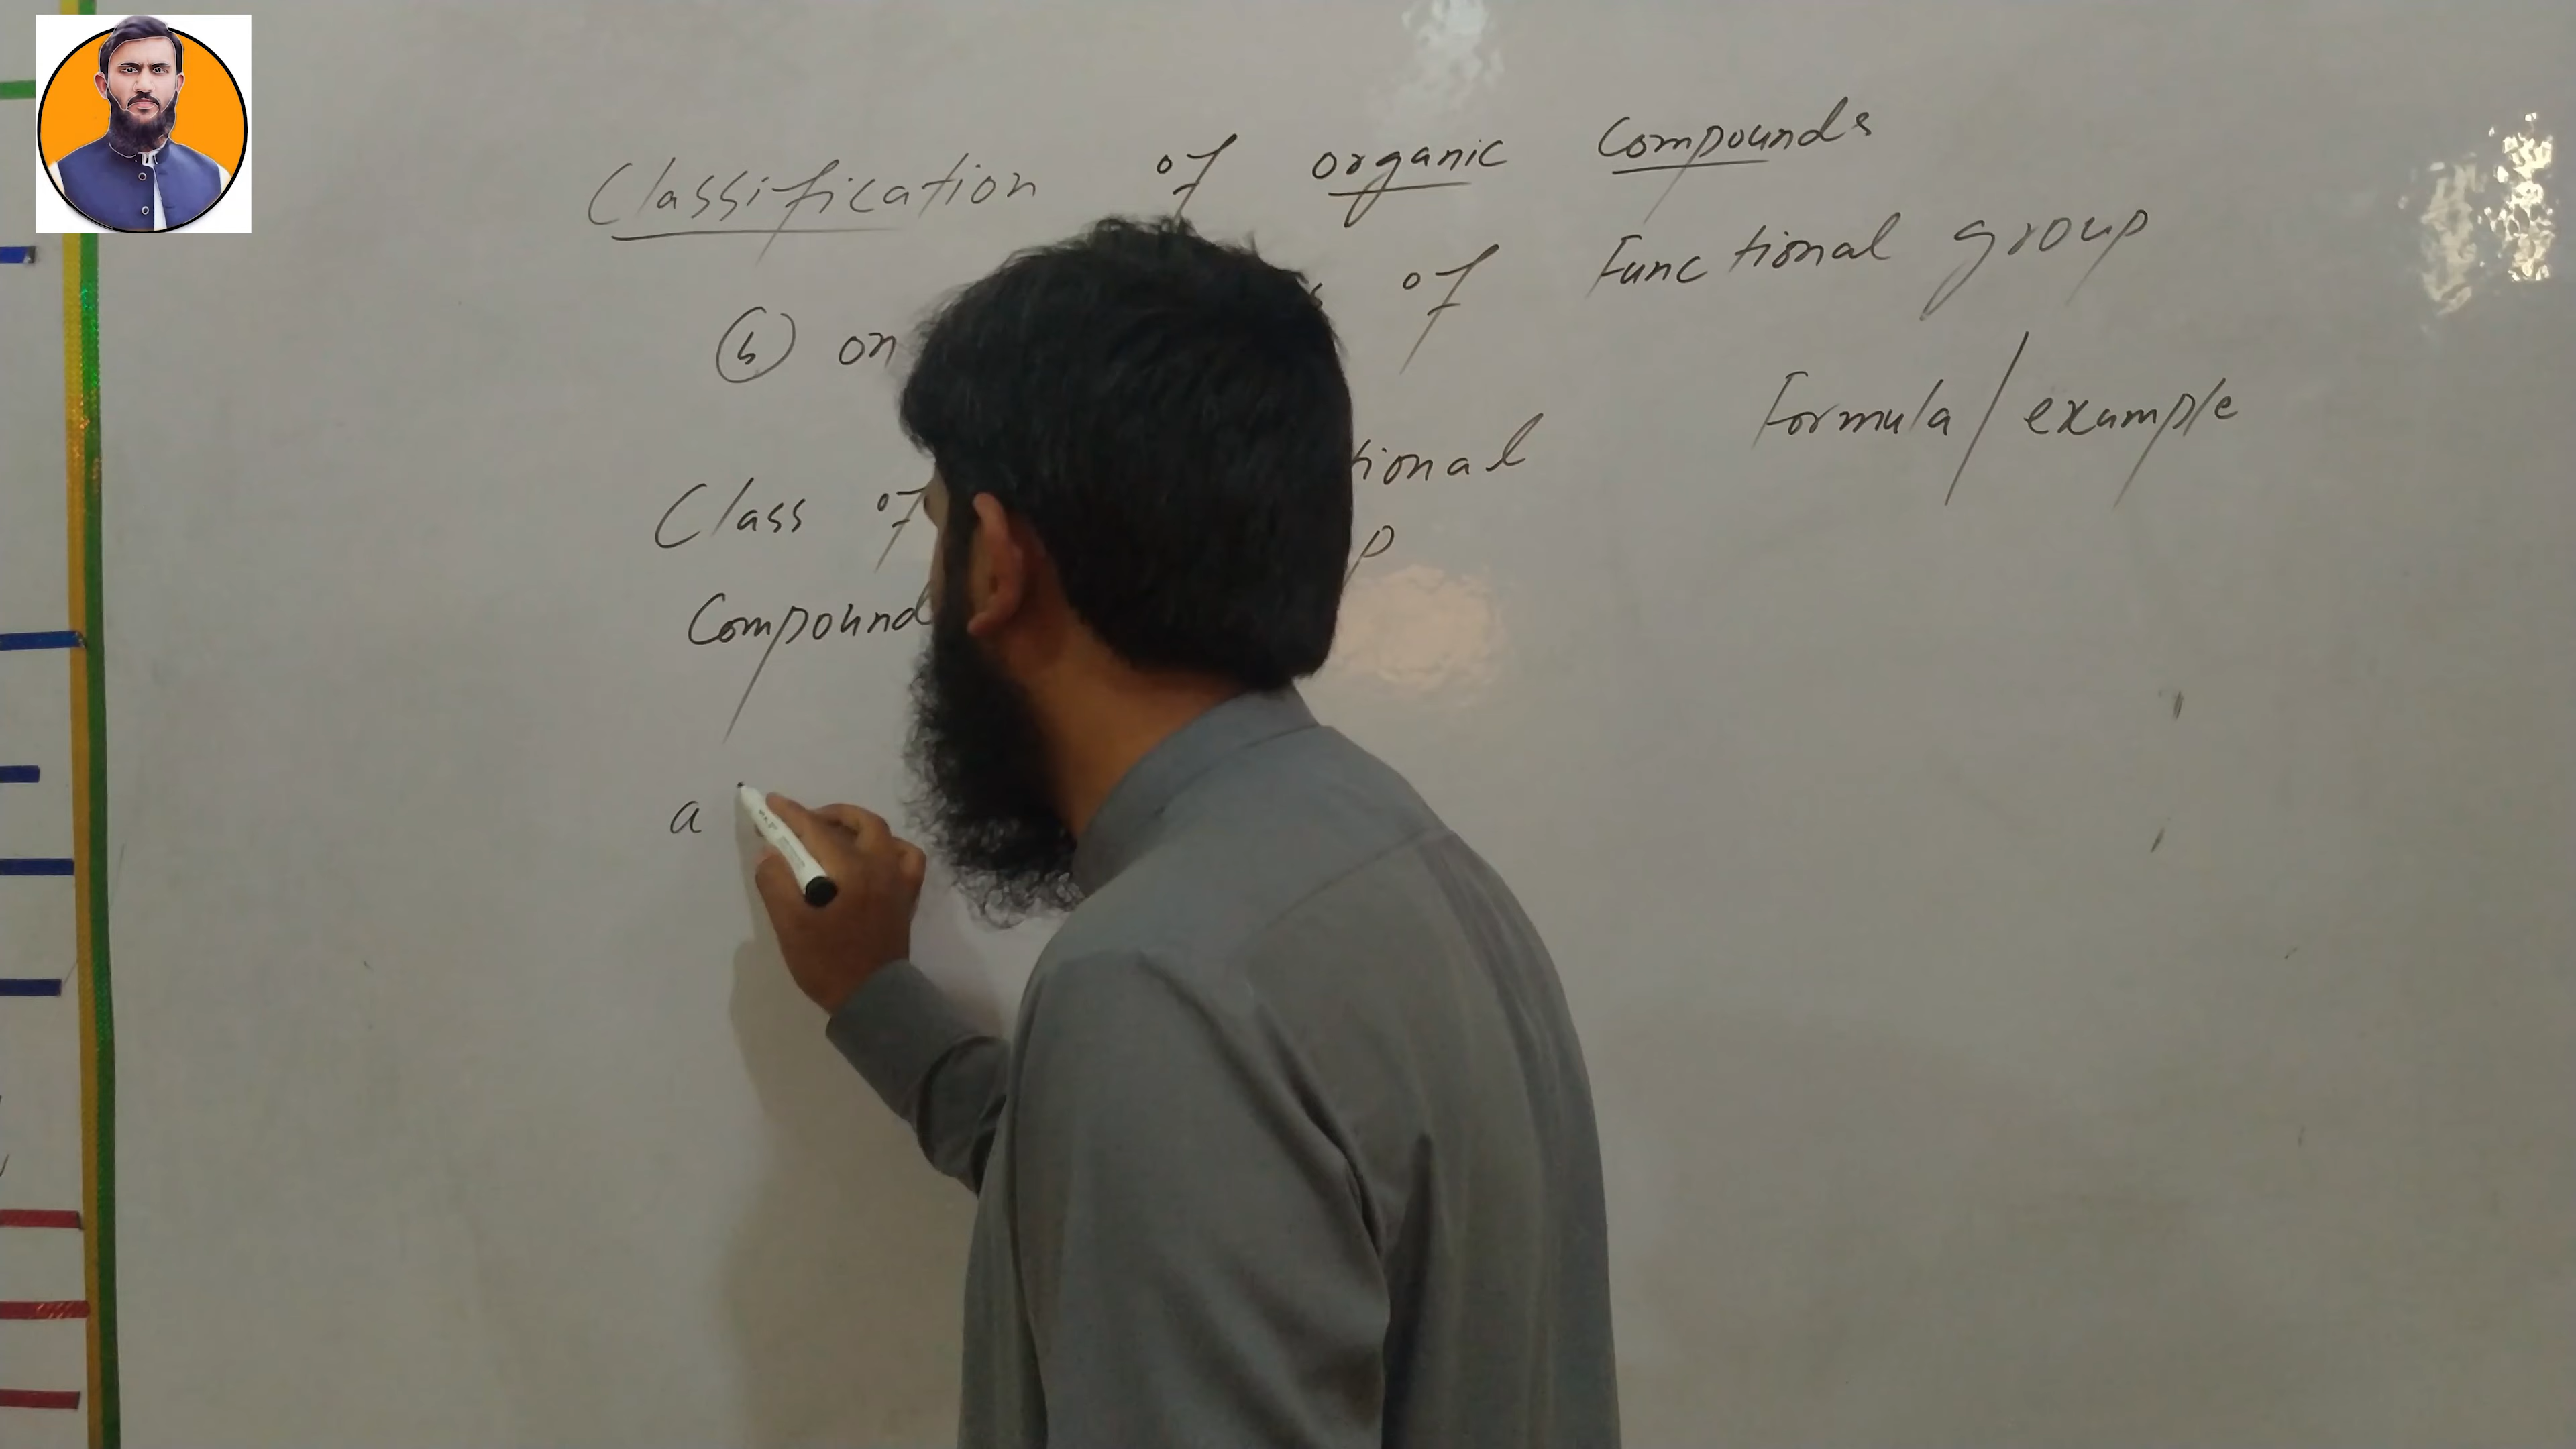 Classification of organic Compounds
(b) on of Functional group
Class of tional Formula / example
Compound p
a